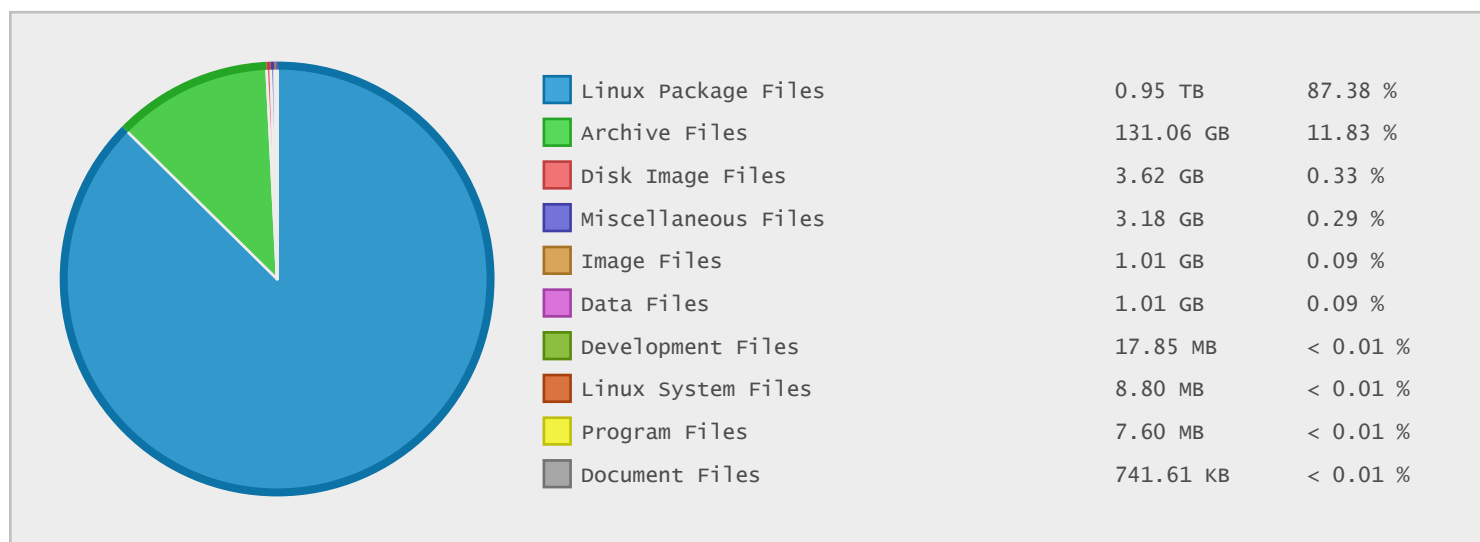 Linux Package Files 0.95 TB 87.38 %
Archive Files 131.06 GB 11.83 %
Disk Image Files 3.62 GB 0.33 %
Miscellaneous Files 3.18 GB 0.29 %
Image Files 1.01 GB 0.09 %
Data Files 1.01 GB 0.09 %
Development Files 17.85 MB < 0.01 %
Linux System Files 8.80 MB < 0.01 %
Program Files 7.60 MB < 0.01 %
Document Files 741.61 KB < 0.01 %